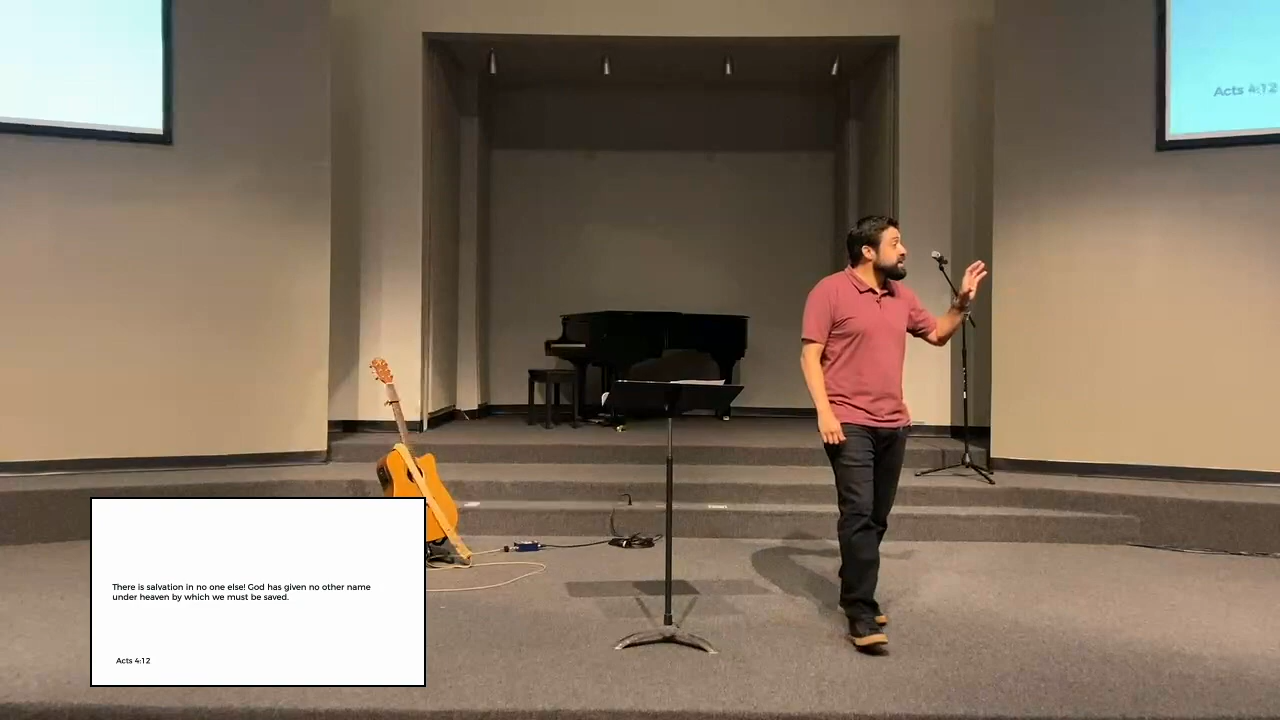 Acts 4:12
There is salvation in no one else! God has given no other name
under heaven by which we must be saved.
Acts 4:12